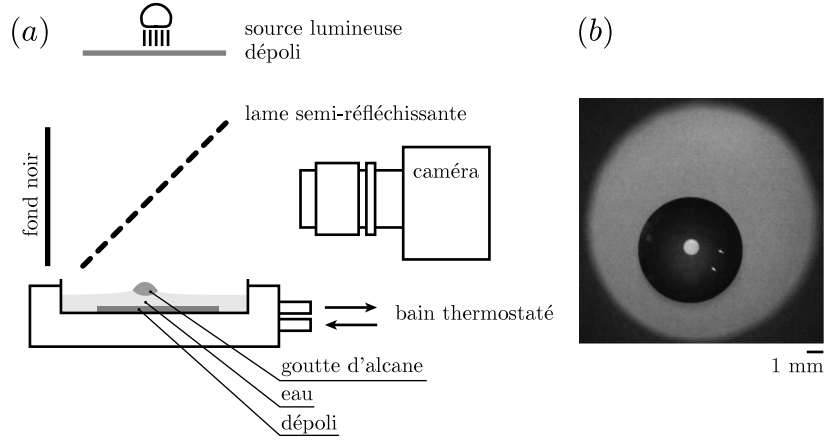 (a)
source lumineuse
dépoli
lame semi-réfléchissante
fond noir
caméra
bain thermostaté
goutte d'alcane
eau
dépoli
(b)
1 mm